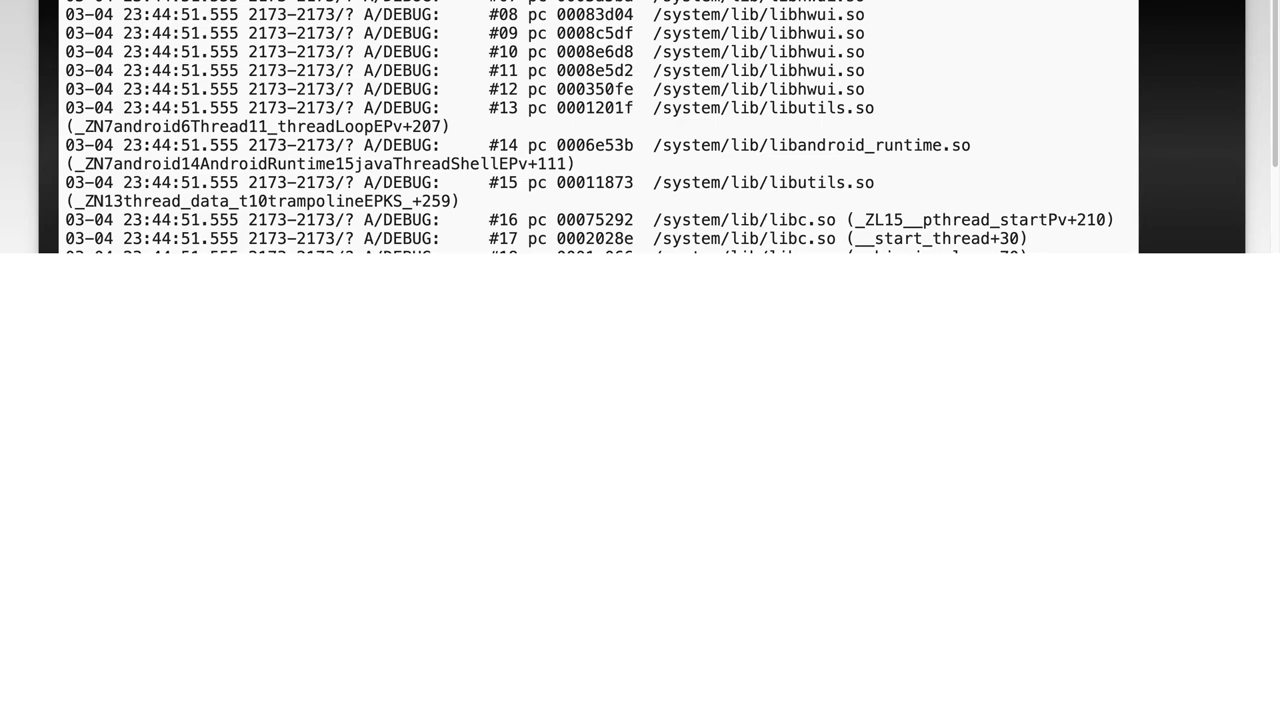 03-04 23:44:51.555 2173-2173/? A/DEBUG:     #08 pc 00083d04  /system/lib/libhwui.so
03-04 23:44:51.555 2173-2173/? A/DEBUG:     #09 pc 0008c5df  /system/lib/libhwui.so
03-04 23:44:51.555 2173-2173/? A/DEBUG:     #10 pc 0008e6d8  /system/lib/libhwui.so
03-04 23:44:51.555 2173-2173/? A/DEBUG:     #11 pc 0008e5d2  /system/lib/libhwui.so
03-04 23:44:51.555 2173-2173/? A/DEBUG:     #12 pc 000350fe  /system/lib/libhwui.so
03-04 23:44:51.555 2173-2173/? A/DEBUG:     #13 pc 0001201f  /system/lib/libutils.so
(_ZN7android6Thread11_threadLoopEPv+207)
03-04 23:44:51.555 2173-2173/? A/DEBUG:     #14 pc 0006e53b  /system/lib/libandroid_runtime.so
(_ZN7android14AndroidRuntime15javaThreadShellEPv+111)
03-04 23:44:51.555 2173-2173/? A/DEBUG:     #15 pc 00011873  /system/lib/libutils.so
(_ZN13thread_data_t10trampolineEPKS_+259)
03-04 23:44:51.555 2173-2173/? A/DEBUG:     #16 pc 00075292  /system/lib/libc.so (_ZL15__pthread_startPv+210)
03-04 23:44:51.555 2173-2173/? A/DEBUG:     #17 pc 0002028e  /system/lib/libc.so (__start_thread+30)